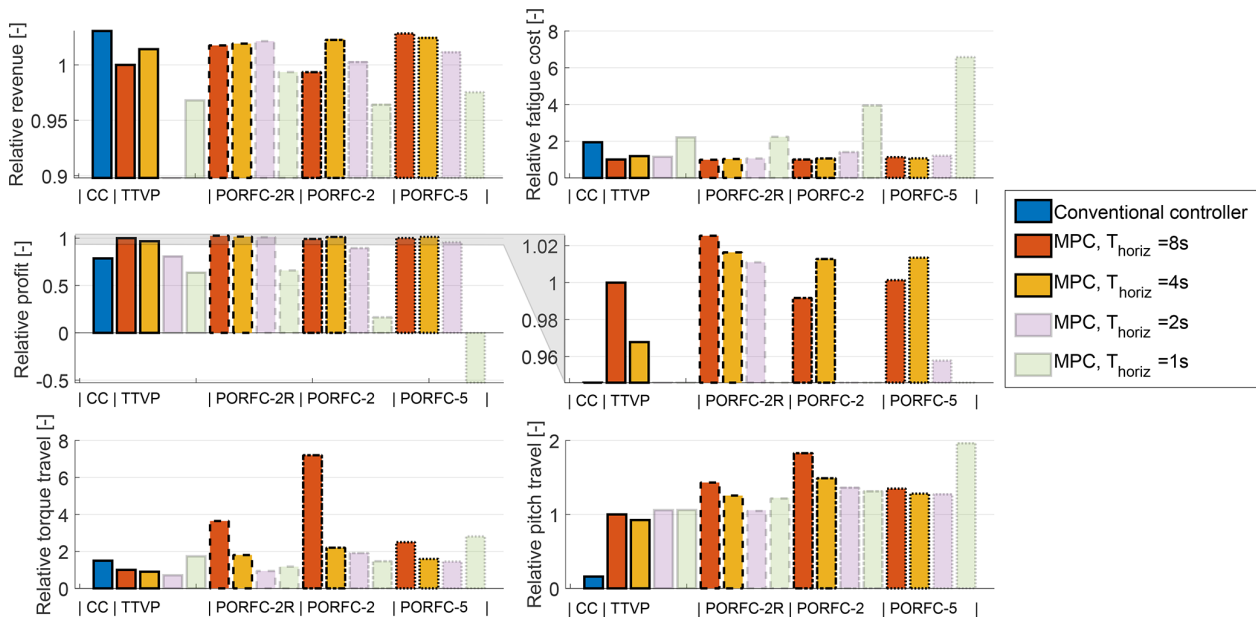 Relative revenue [-]
1
0.95
0.9
| CC | TTVP | PORFC-2R | PORFC-2 | PORFC-5 |
Relative fatigue cost [-]
8
6
4
2
0
| CC | TTVP | PORFC-2R | PORFC-2 | PORFC-5 |
Relative profit [-]
1
0.5
0
-0.5
| CC | TTVP | PORFC-2R | PORFC-2 | PORFC-5 |
1.02
1
0.98
0.96
| CC | TTVP | PORFC-2R | PORFC-2 | PORFC-5 |
Conventional controller
MPC, T_horiz =8s
MPC, T_horiz =4s
MPC, T_horiz =2s
MPC, T_horiz =1s
Relative torque travel [-]
8
6
4
2
0
| CC | TTVP | PORFC-2R | PORFC-2 | PORFC-5 |
Relative pitch travel [-]
2
1
0
| CC | TTVP | PORFC-2R | PORFC-2 | PORFC-5 |